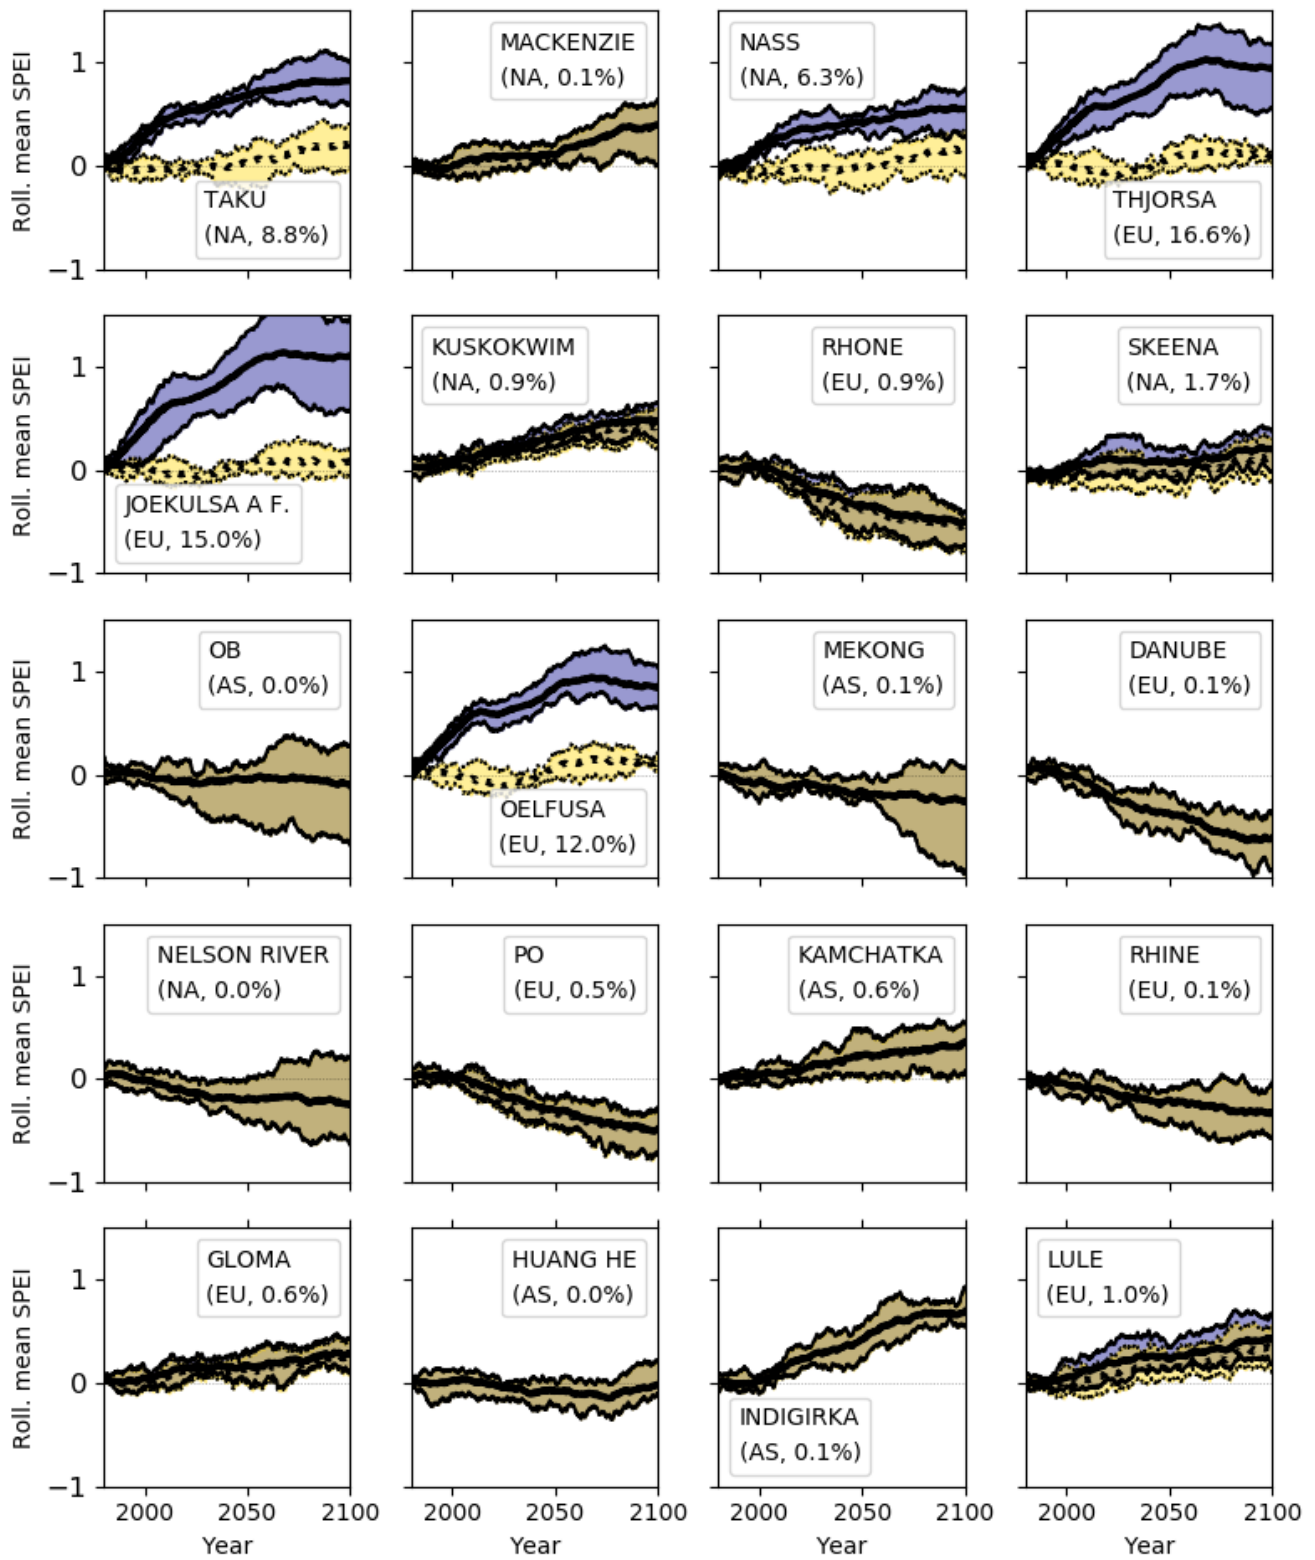 Roll. mean SPEI
1
0
−1
TAKU
(NA, 8.8%)
MACKENZIE
(NA, 0.1%)
NASS
(NA, 6.3%)
THJORSA
(EU, 16.6%)
Roll. mean SPEI
1
0
−1
JOEKULSA A F.
(EU, 15.0%)
KUSKOKWIM
(NA, 0.9%)
RHONE
(EU, 0.9%)
SKEENA
(NA, 1.7%)
Roll. mean SPEI
1
0
−1
OB
(AS, 0.0%)
OELFUSA
(EU, 12.0%)
MEKONG
(AS, 0.1%)
DANUBE
(EU, 0.1%)
Roll. mean SPEI
1
0
−1
NELSON RIVER
(NA, 0.0%)
PO
(EU, 0.5%)
KAMCHATKA
(AS, 0.6%)
RHINE
(EU, 0.1%)
Roll. mean SPEI
1
0
−1
GLOMA
(EU, 0.6%)
HUANG HE
(AS, 0.0%)
INDIGIRKA
(AS, 0.1%)
LULE
(EU, 1.0%)
2000 2050 2100
2000 2050 2100
2000 2050 2100
2000 2050 2100
Year
Year
Year
Year